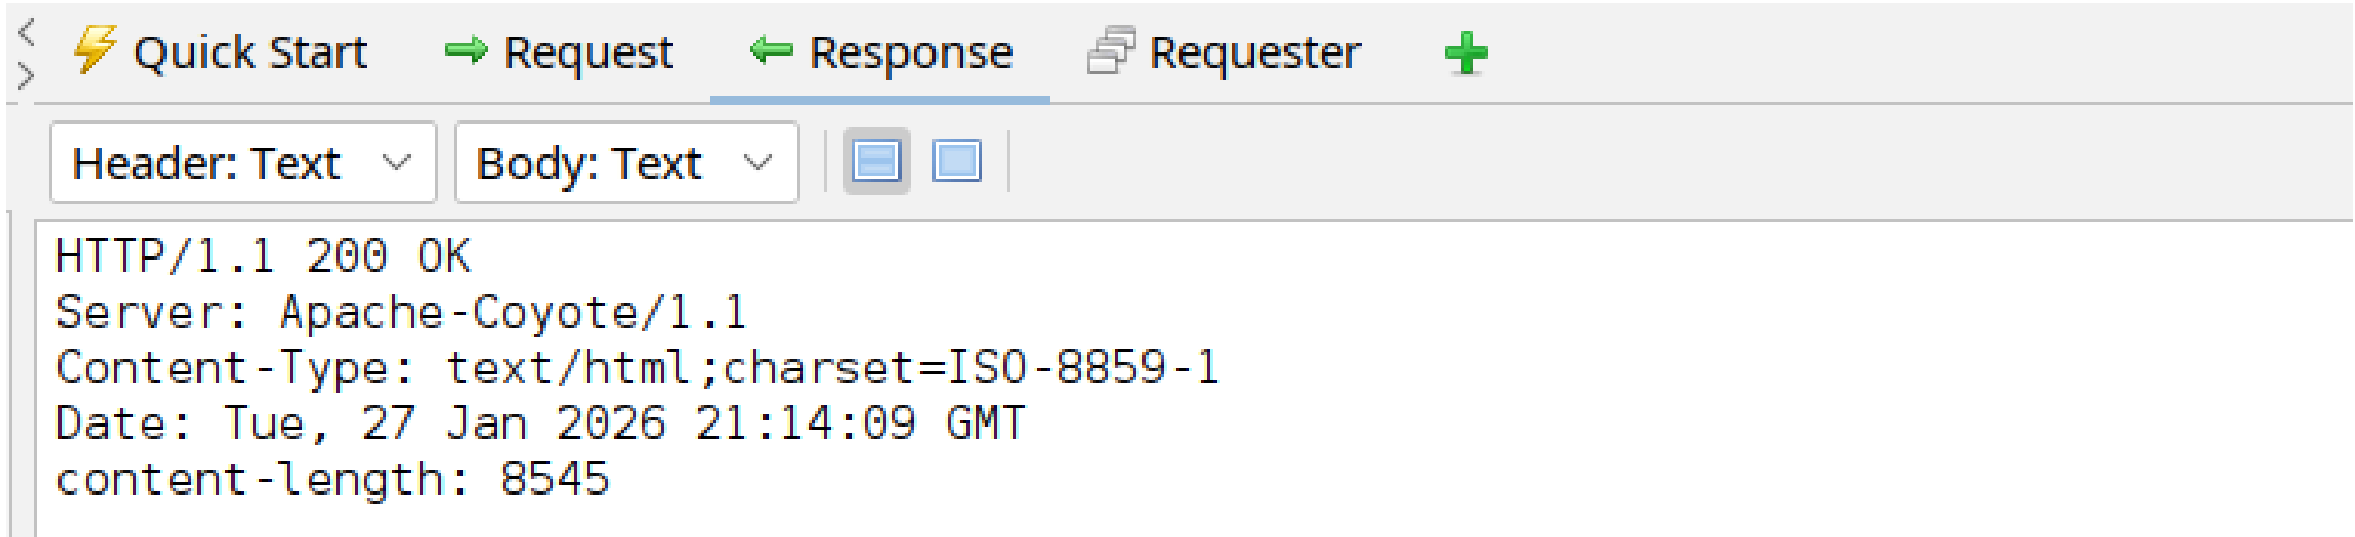 Quick Start Request Response Requester
Header: Text Body: Text
HTTP/1.1 200 OK
Server: Apache-Coyote/1.1
Content-Type: text/html;charset=ISO-8859-1
Date: Tue, 27 Jan 2026 21:14:09 GMT
content-length: 8545